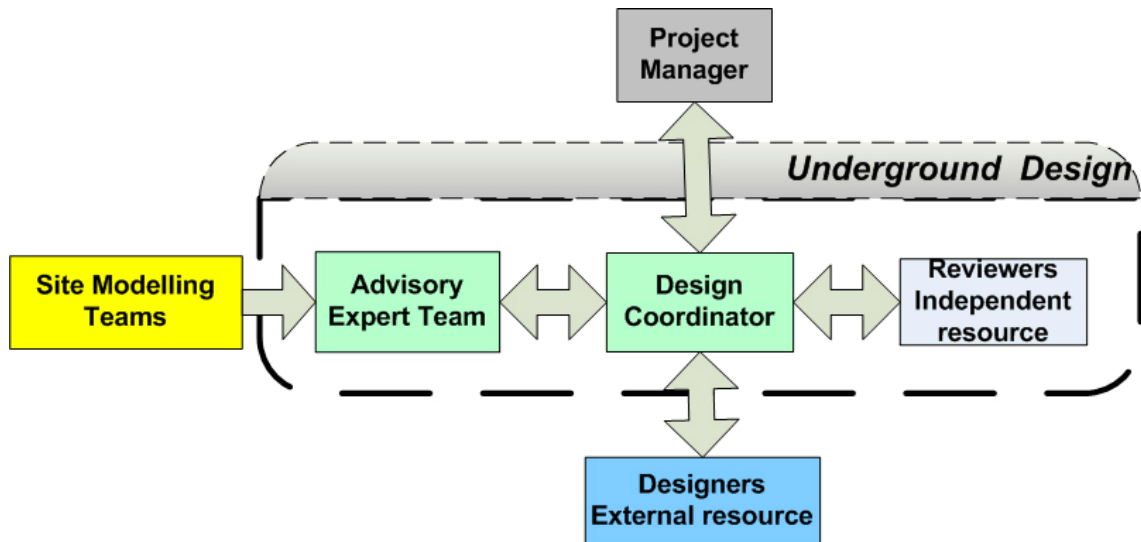 Project
Manager
Underground Design
Site Modelling
Teams
Advisory
Expert Team
Design
Coordinator
Reviewers
Independent
resource
Designers
External resource